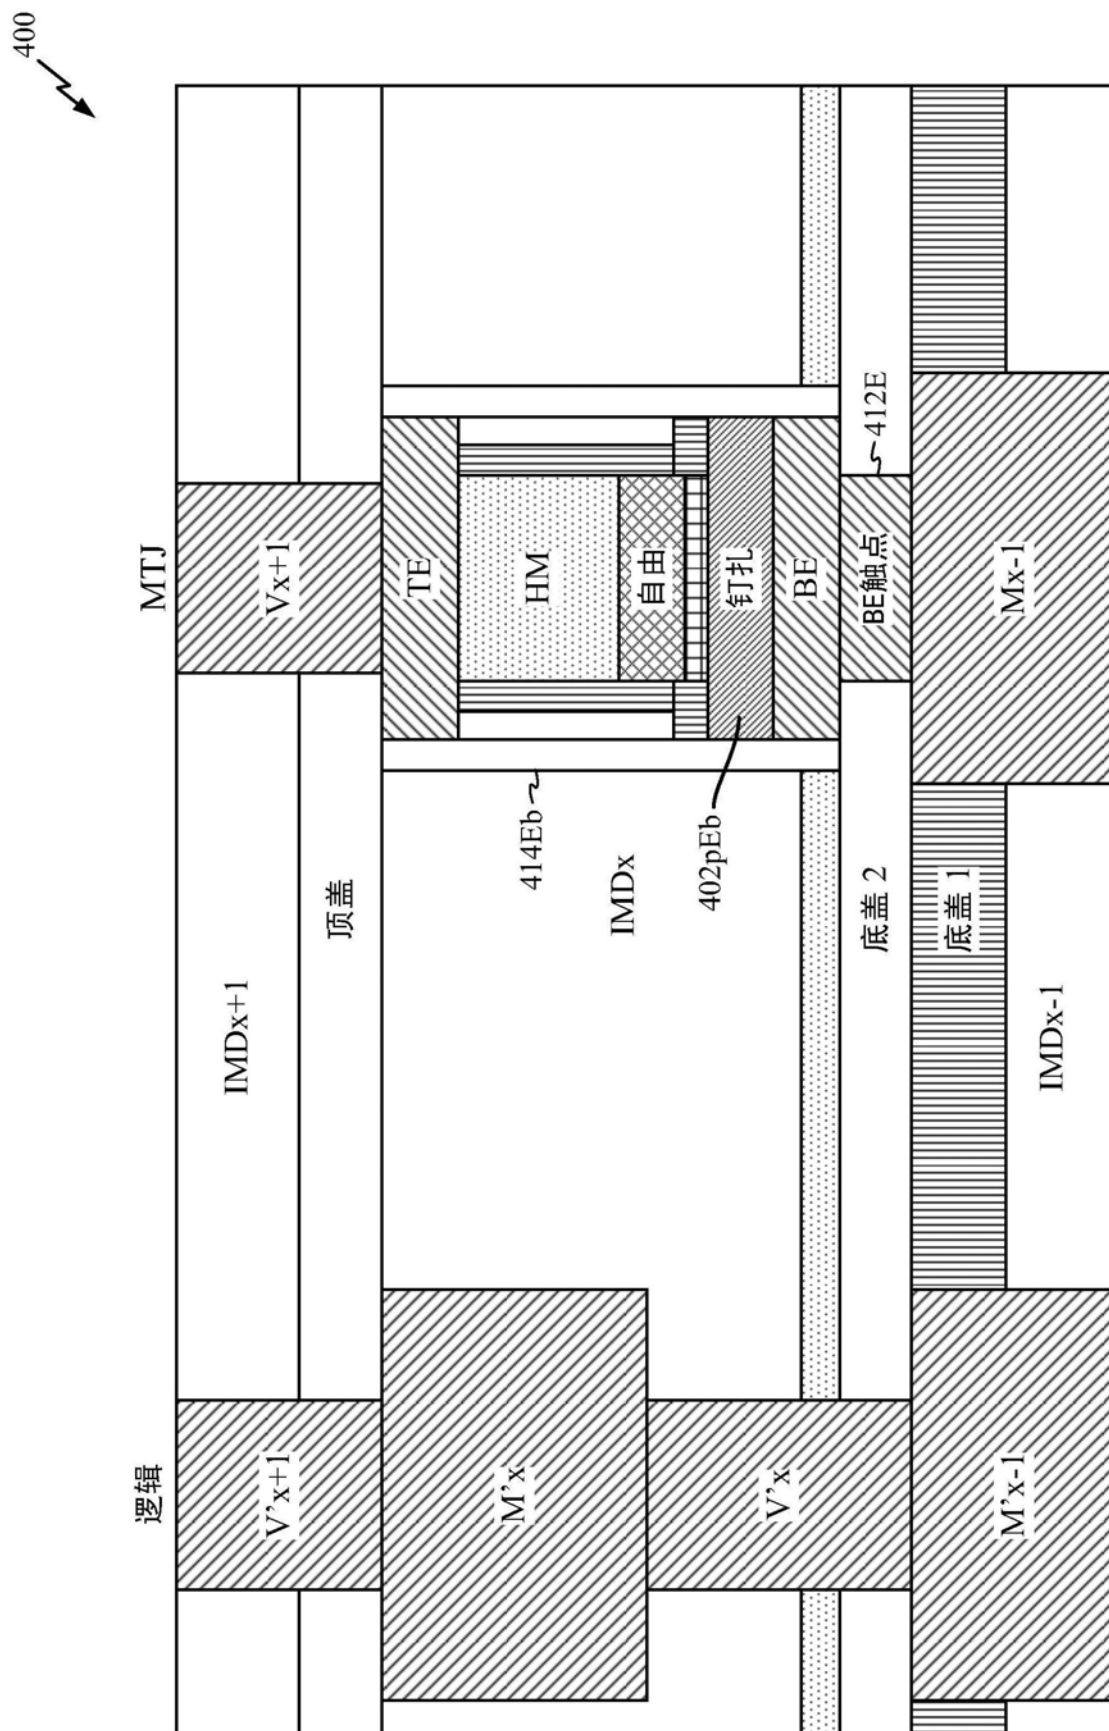 400
逻辑
MTJ
V'x+1
IMDx+1
Vx+1
顶盖
TE
M'x
414Eb
HM
IMDx
自由
402pEb
钉扎
V'x
BE
底盖 2
BE触点
412E
底盖 1
M'x-1
IMDx-1
Mx-1